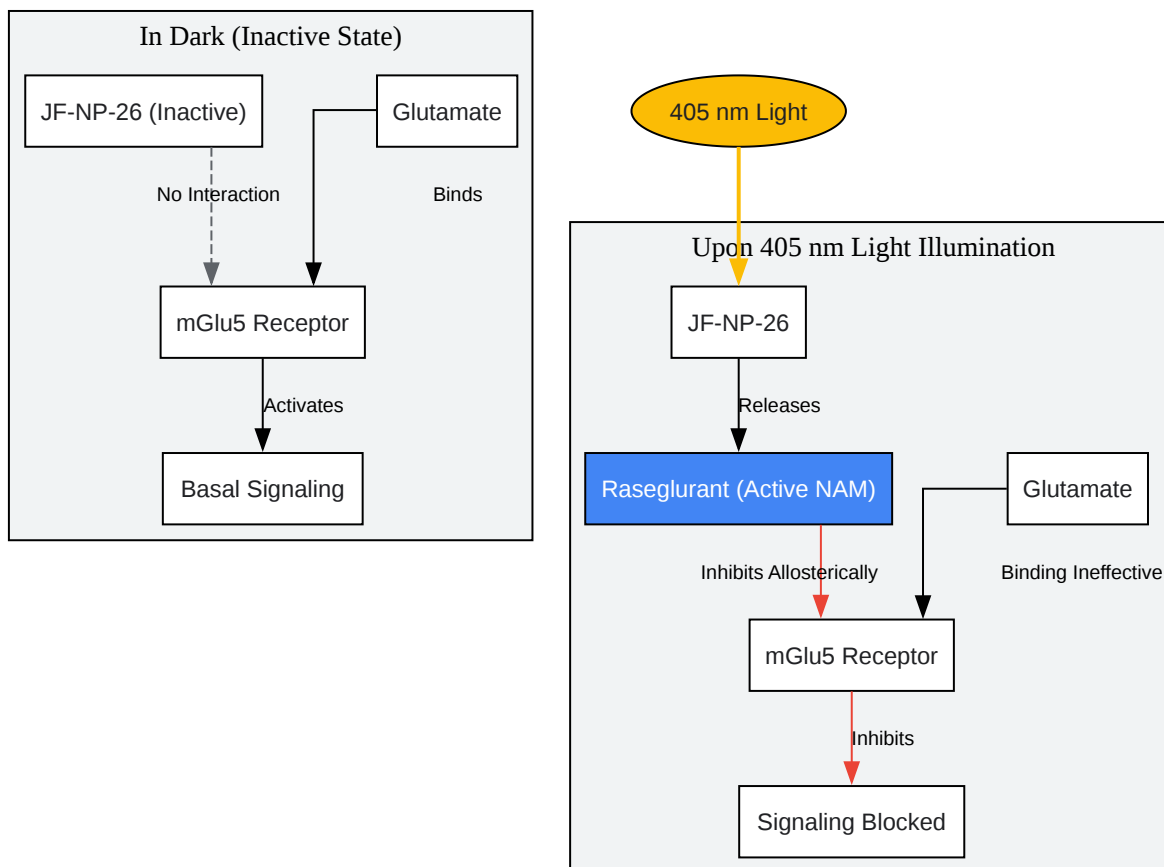 In Dark (Inactive State)
JF-NP-26 (Inactive)
Glutamate
No Interaction
Binds
mGlu5 Receptor
Activates
Basal Signaling
405 nm Light
Upon 405 nm Light Illumination
JF-NP-26
Releases
Raseglurant (Active NAM)
Glutamate
Inhibits Allosterically
Binding Ineffective
mGlu5 Receptor
Inhibits
Signaling Blocked